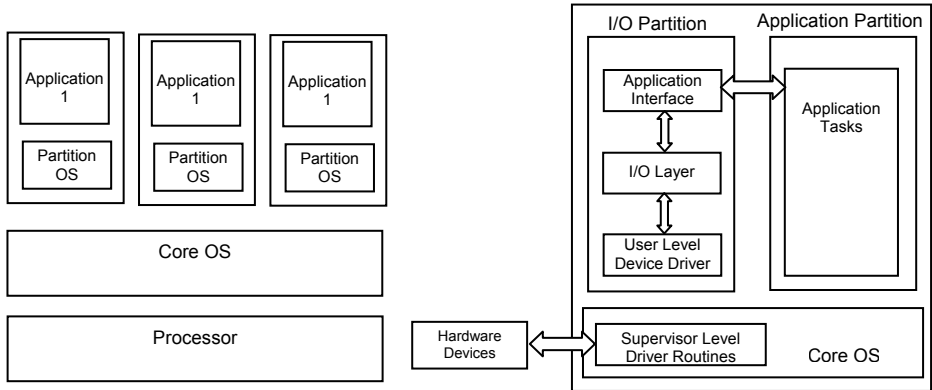 Application
1
Partition
OS
Application
1
Partition
OS
Application
1
Partition
OS
Core OS
Processor
I/O Partition
Application Partition
Application
Interface
I/O Layer
User Level
Device Driver
Application
Tasks
Hardware
Devices
Supervisor Level
Driver Routines
Core OS